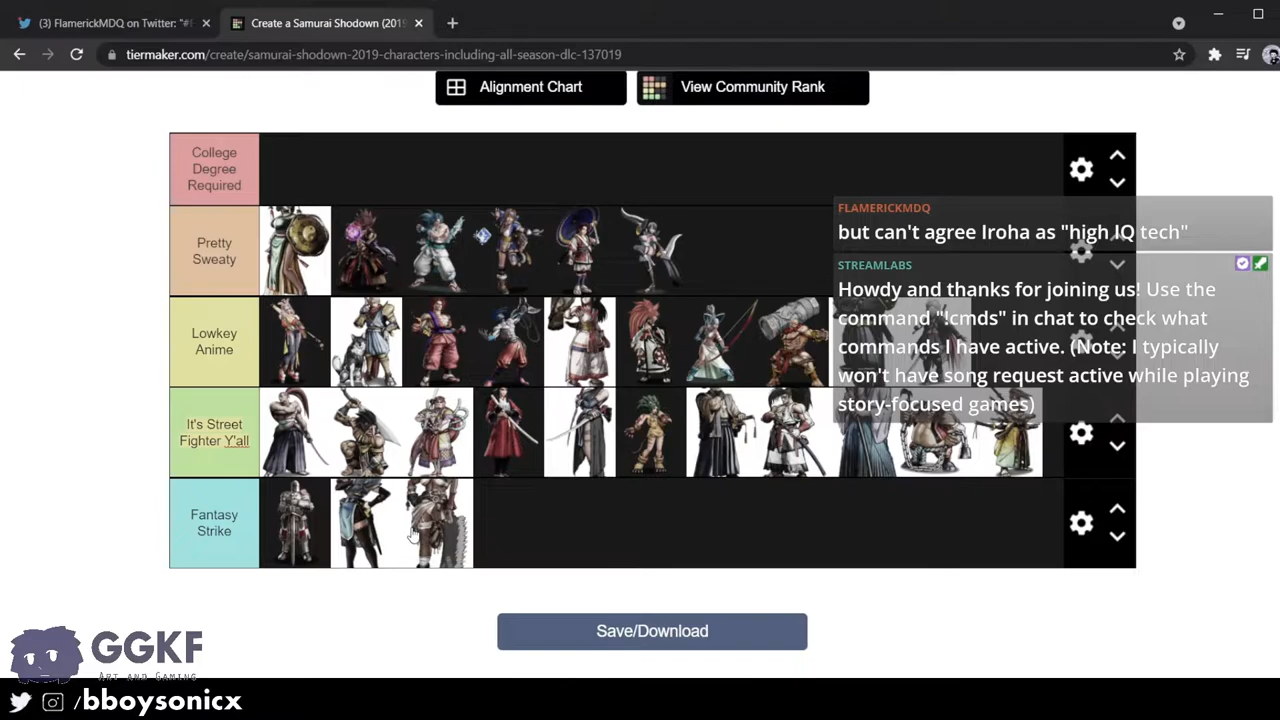 (3) FlamerickMDQ on Twitter: "#E
Create a Samurai Shodown (2019
tiermaker.com/create/samurai-shodown-2019-characters-including-all-season-dlc-137019
Alignment Chart
View Community Rank
College
Degree
Required
Pretty
Sweaty
Lowkey
Anime
It's Street
Fighter Y'all
Fantasy
Strike
FLAMERICKMDQ
but can't agree Iroha as "high IQ tech"
STREAMLABS
Howdy and thanks for joining us! Use the
command "!cmds" in chat to check what
commands I have active. (Note: I typically
won't have song request active while playing
story-focused games)
Save/Download
GGKF
ART AND GAMING
/bboysonicx